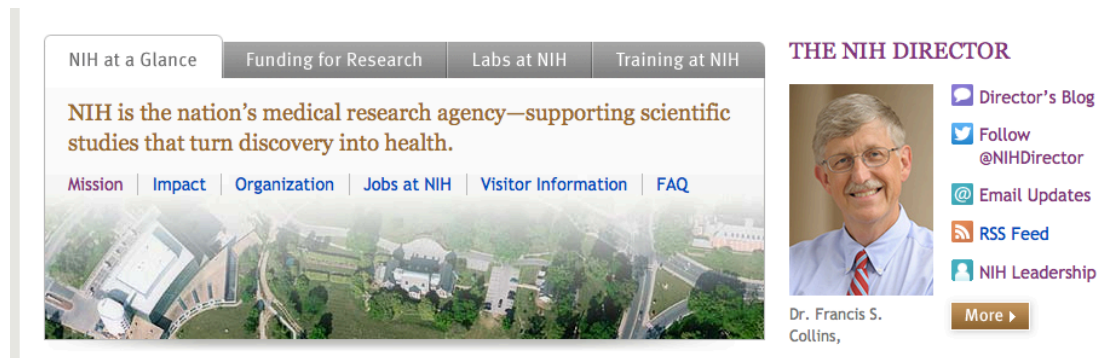 NIH at a Glance
Funding for Research
Labs at NIH
Training at NIH
NIH is the nation's medical research agency—supporting scientific
studies that turn discovery into health.
Mission
Impact
Organization
Jobs at NIH
Visitor Information
FAQ
THE NIH DIRECTOR
Director's Blog
Follow
@NIHDirector
Email Updates
RSS Feed
NIH Leadership
More
Dr. Francis S.
Collins,